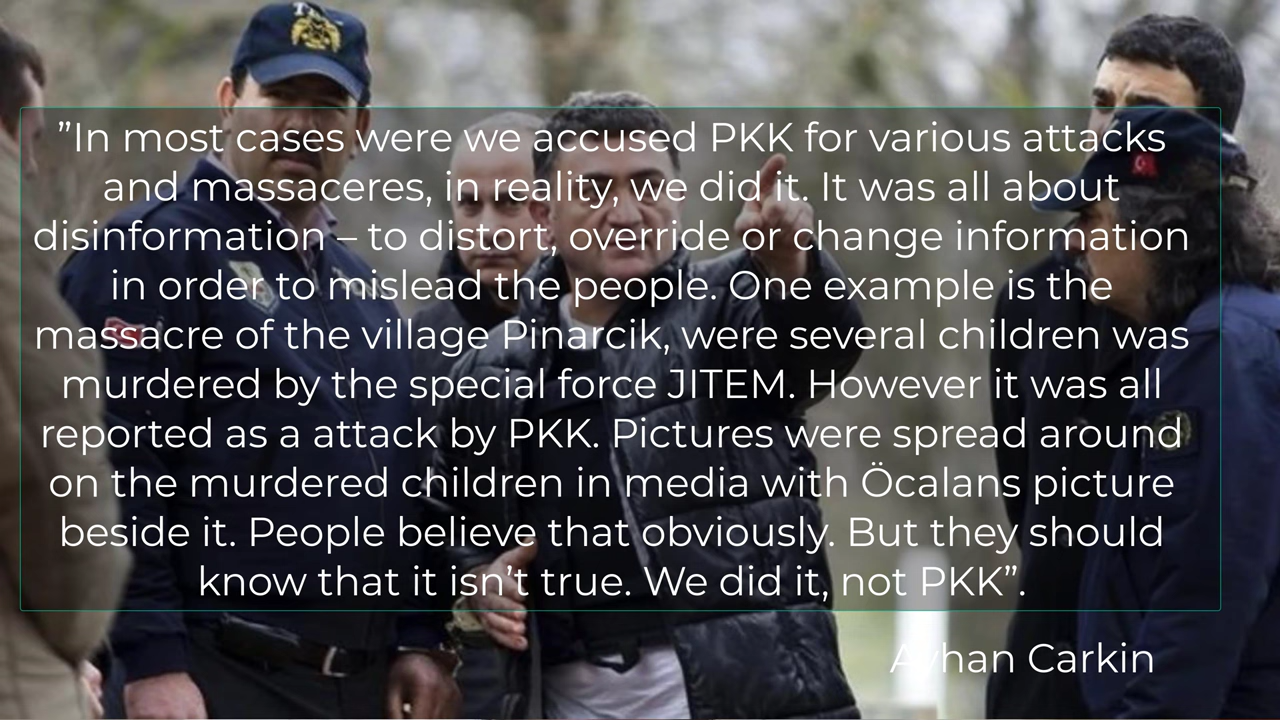 ”In most cases were we accused PKK for various attacks
and massaceres, in reality, we did it. It was all about
disinformation – to distort, override or change information
in order to mislead the people. One example is the
massacre of the village Pinarcik, were several children was
murdered by the special force JITEM. However it was all
reported as a attack by PKK. Pictures were spread around
on the murdered children in media with Öcalans picture
beside it. People believe that obviously. But they should
know that it isn’t true. We did it, not PKK”.
Ayhan Carkin